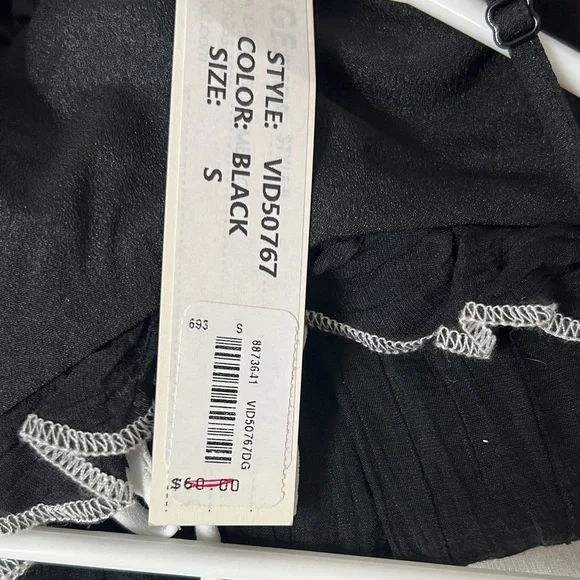 STYLE: VID50767
COLOR: BLACK
SIZE: S
693 S
8873641
VID50767DG
$60.00